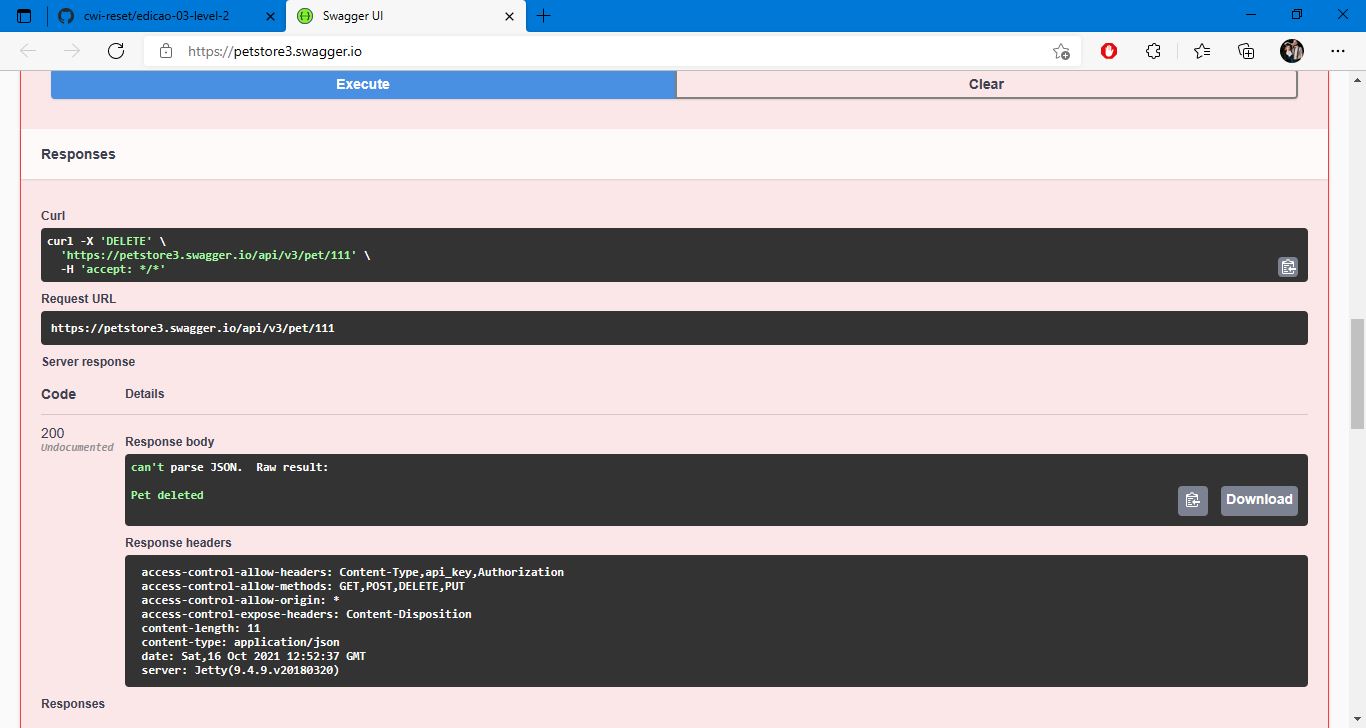 cwi-reset/edicao-03-level-2
Swagger UI
https://petstore3.swagger.io
Execute
Clear
Responses
Curl
curl -X 'DELETE' \
'https://petstore3.swagger.io/api/v3/pet/111' \
-H 'accept: */*'
Request URL
https://petstore3.swagger.io/api/v3/pet/111
Server response
Code Details
200
Undocumented
Response body
can't parse JSON.  Raw result:
Pet deleted
Download
Response headers
access-control-allow-headers: Content-Type,api_key,Authorization
access-control-allow-methods: GET,POST,DELETE,PUT
access-control-allow-origin: *
access-control-expose-headers: Content-Disposition
content-length: 11
content-type: application/json
date: Sat,16 Oct 2021 12:52:37 GMT
server: Jetty(9.4.9.v20180320)
Responses